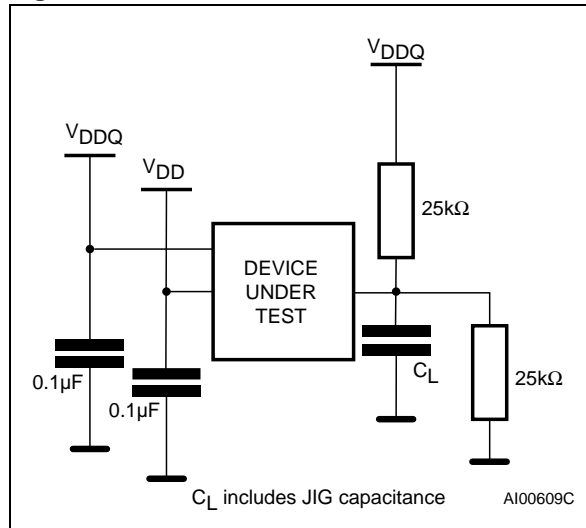 VDDQ
VDDQ
VDD
25kΩ
DEVICE
UNDER
TEST
CL
0.1µF
0.1µF
25kΩ
CL includes JIG capacitance
AI00609C